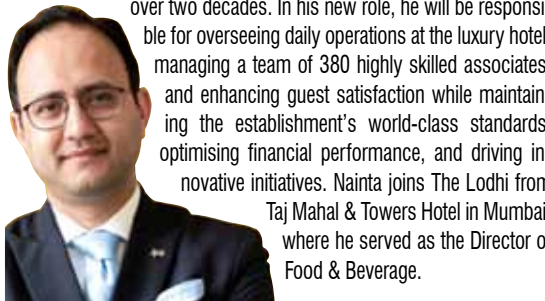 over two decades. In his new role, he will be responsi
ble for overseeing daily operations at the luxury hotel
managing a team of 380 highly skilled associates
and enhancing guest satisfaction while maintain
ing the establishment's world-class standards
optimising financial performance, and driving in
novative initiatives. Nainta joins The Lodhi from
Taj Mahal & Towers Hotel in Mumbai
where he served as the Director o
Food & Beverage.